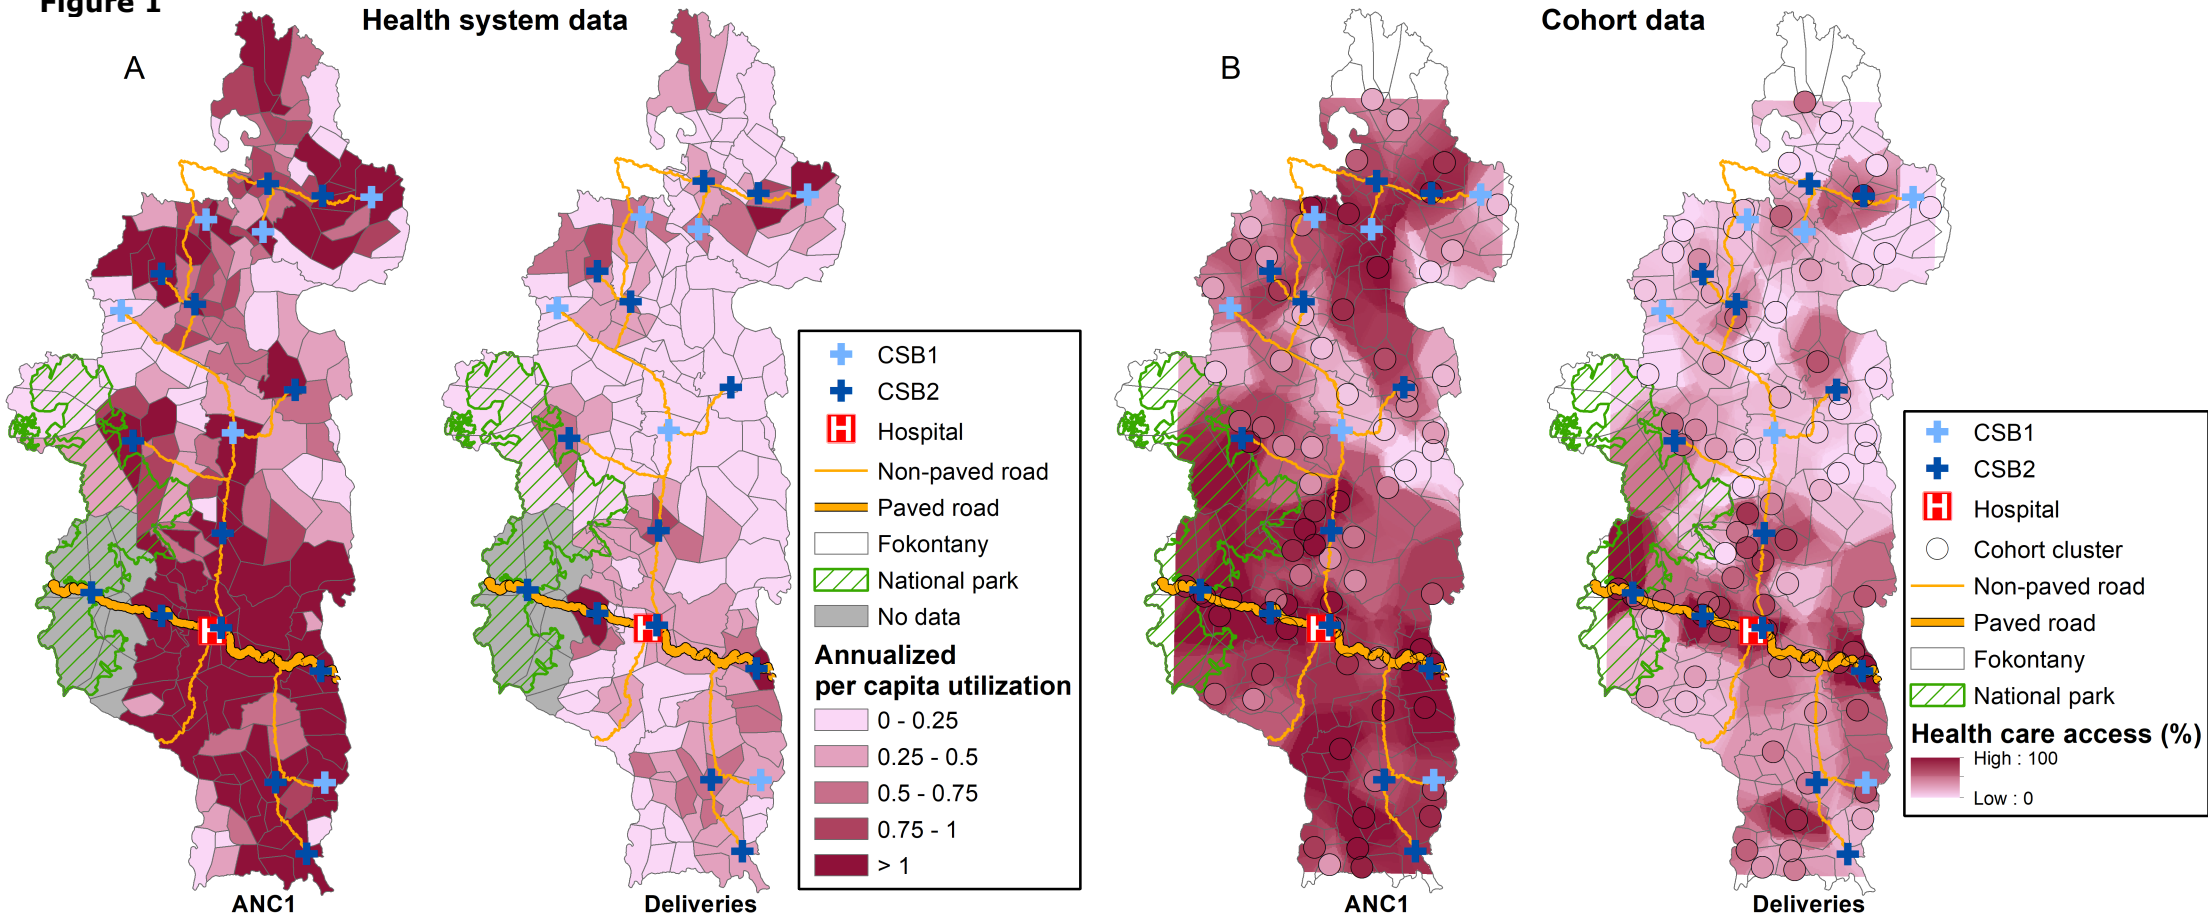 Figure 1
Health system data
Cohort data
A
B
CSB1
CSB2
H Hospital
Non-paved road
Paved road
Fokontany
National park
No data
Annualized
per capita utilization
0 - 0.25
0.25 - 0.5
0.5 - 0.75
0.75 - 1
> 1
H
H
ANC1
Deliveries
CSB1
CSB2
H Hospital
Cohort cluster
Non-paved road
Paved road
Fokontany
National park
Health care access (%)
High : 100
Low : 0
H
H
ANC1
Deliveries